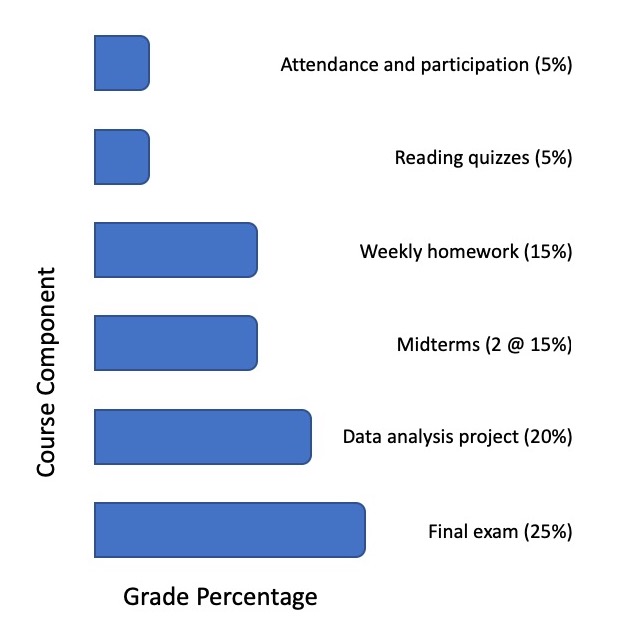 Attendance and participation (5%)
Reading quizzes (5%)
Weekly homework (15%)
Midterms (2 @ 15%)
Data analysis project (20%)
Final exam (25%)
Course Component
Grade Percentage